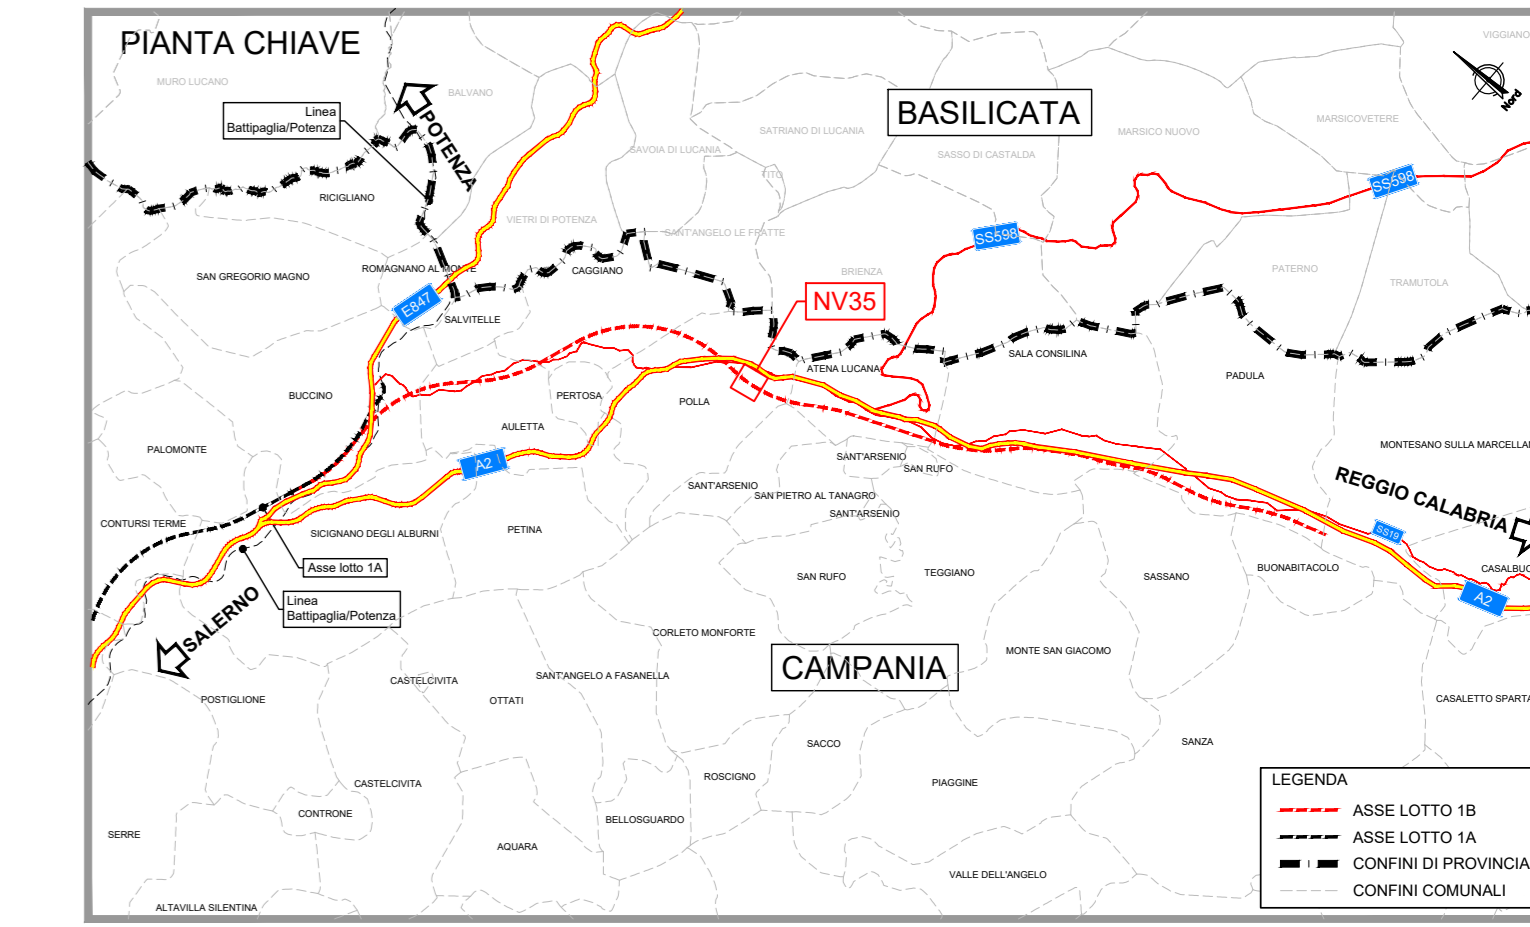 PIANTA CHIAVE
VIGGIANO
MURO LUCANO
BALVANO
Nord
Linea
Battipaglia/Potenza
POTENZA
BASILICATA
SATRIANO DI LUCANIA
MARSICO NUOVO
MARSICOVETERE
SAVOIA DI LUCANIA
SASSO DI CASTALDA
TITO
SS598
RICIGLIANO
VIETRI DI POTENZA
SANT'ANGELO LE FRATTE
SS598
SAN GREGORIO MAGNO
ROMAGNANO AL MONTE
CAGGIANO
BRIENZA
PATERNO
TRAMUTOLA
E847
NV35
SALVITELLE
SALA CONSILINA
ATENA LUCANA
PADULA
BUCCINO
PERTOSA
POLLA
AULETTA
PALOMONTE
MONTESANO SULLA MARCELLAN
A2
SANT'ARSENIO
SAN RUFO
SANT'ARSENIO
SAN PIETRO AL TANAGRO
SANT'ARSENIO
REGGIO CALABRIA
CONTURSI TERME
SICIGNANO DEGLI ALBURNI
PETINA
SS19
Asse lotto 1A
SAN RUFO
TEGGIANO
SASSANO
BUONABITACOLO
CASALBUO
A2
Linea
Battipaglia/Potenza
SALERNO
CORLETO MONFORTE
CAMPANIA
MONTE SAN GIACOMO
CASTELCIVITA
SANT'ANGELO A FASANELLA
POSTIGLIONE
OTTATI
CASALETTO SPARTA
SACCO
SANZA
CASTELCIVITA
ROSCIGNO
PIAGGINE
CONTRONE
BELLOSGUARDO
SERRE
AQUARA
VALLE DELL'ANGELO
ALTAVILLA SILENTINA
LEGENDA
ASSE LOTTO 1B
ASSE LOTTO 1A
CONFINI DI PROVINCIA
CONFINI COMUNALI